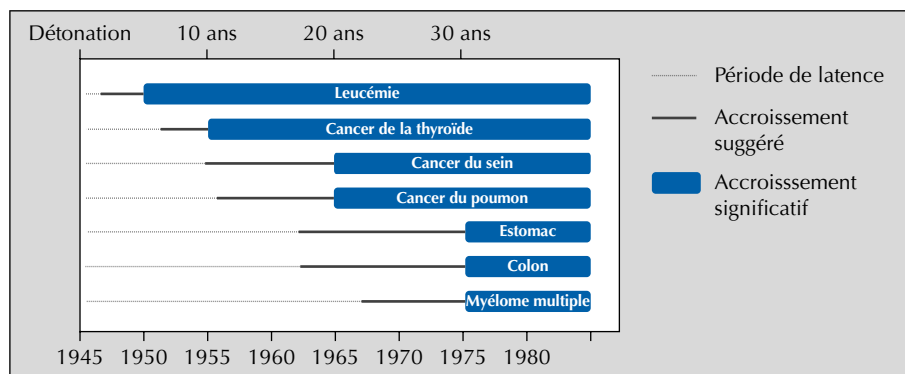 Détonation 10 ans 20 ans 30 ans
Leucémie
Cancer de la thyroïde
Cancer du sein
Cancer du poumon
Estomac
Colon
Myélome multiple
1945 1950 1955 1960 1965 1970 1975 1980
Période de latence
Accroissement
suggéré
Accroisssement
significatif